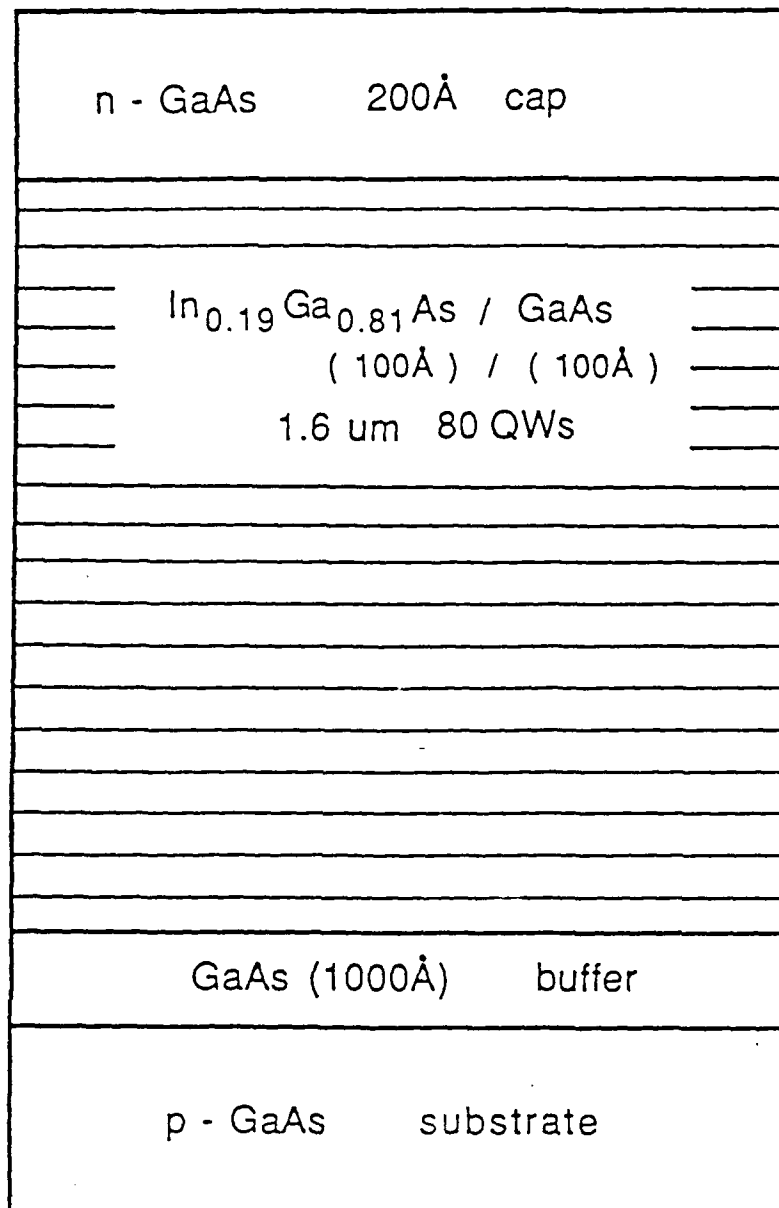 n - GaAs 200Å cap
In0.19Ga0.81As / GaAs
( 100Å ) / ( 100Å )
1.6 um 80 QWs
GaAs (1000Å) buffer
p - GaAs substrate